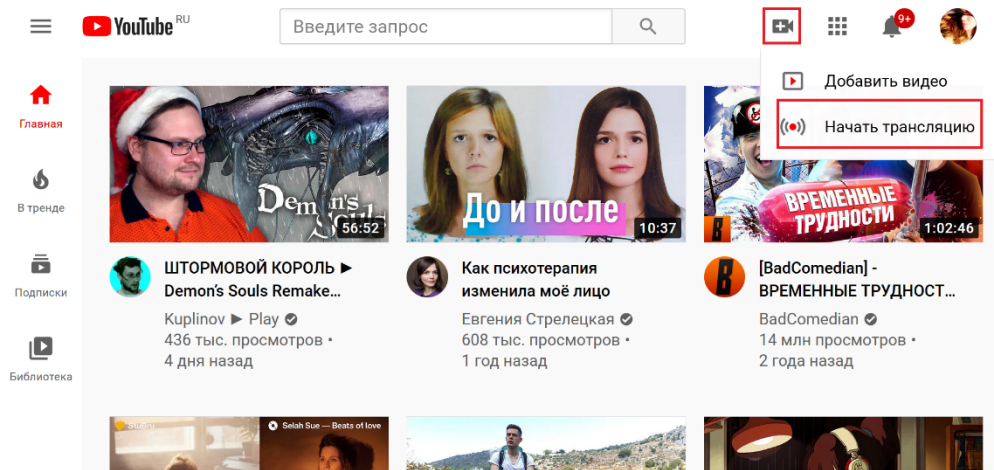 YouTube RU
Введите запрос
9+
Добавить видео
Начать трансляцию
Главная
В тренде
Подписки
Библиотека
Demon's
Souls
56:52
До и после
10:37
ВРЕМЕННЫЕ
ТРУДНОСТИ
1:02:46
ШТОРМОВОЙ КОРОЛЬ ►
Demon's Souls Remake...
Kuplinov ► Play
436 тыс. просмотров •
4 дня назад
Как психотерапия
изменила моё лицо
Евгения Стрелецкая
608 тыс. просмотров •
1 год назад
[BadComedian] -
ВРЕМЕННЫЕ ТРУДНОСТ...
BadComedian
14 млн просмотров •
2 года назад
Selah Sue — Beats of love